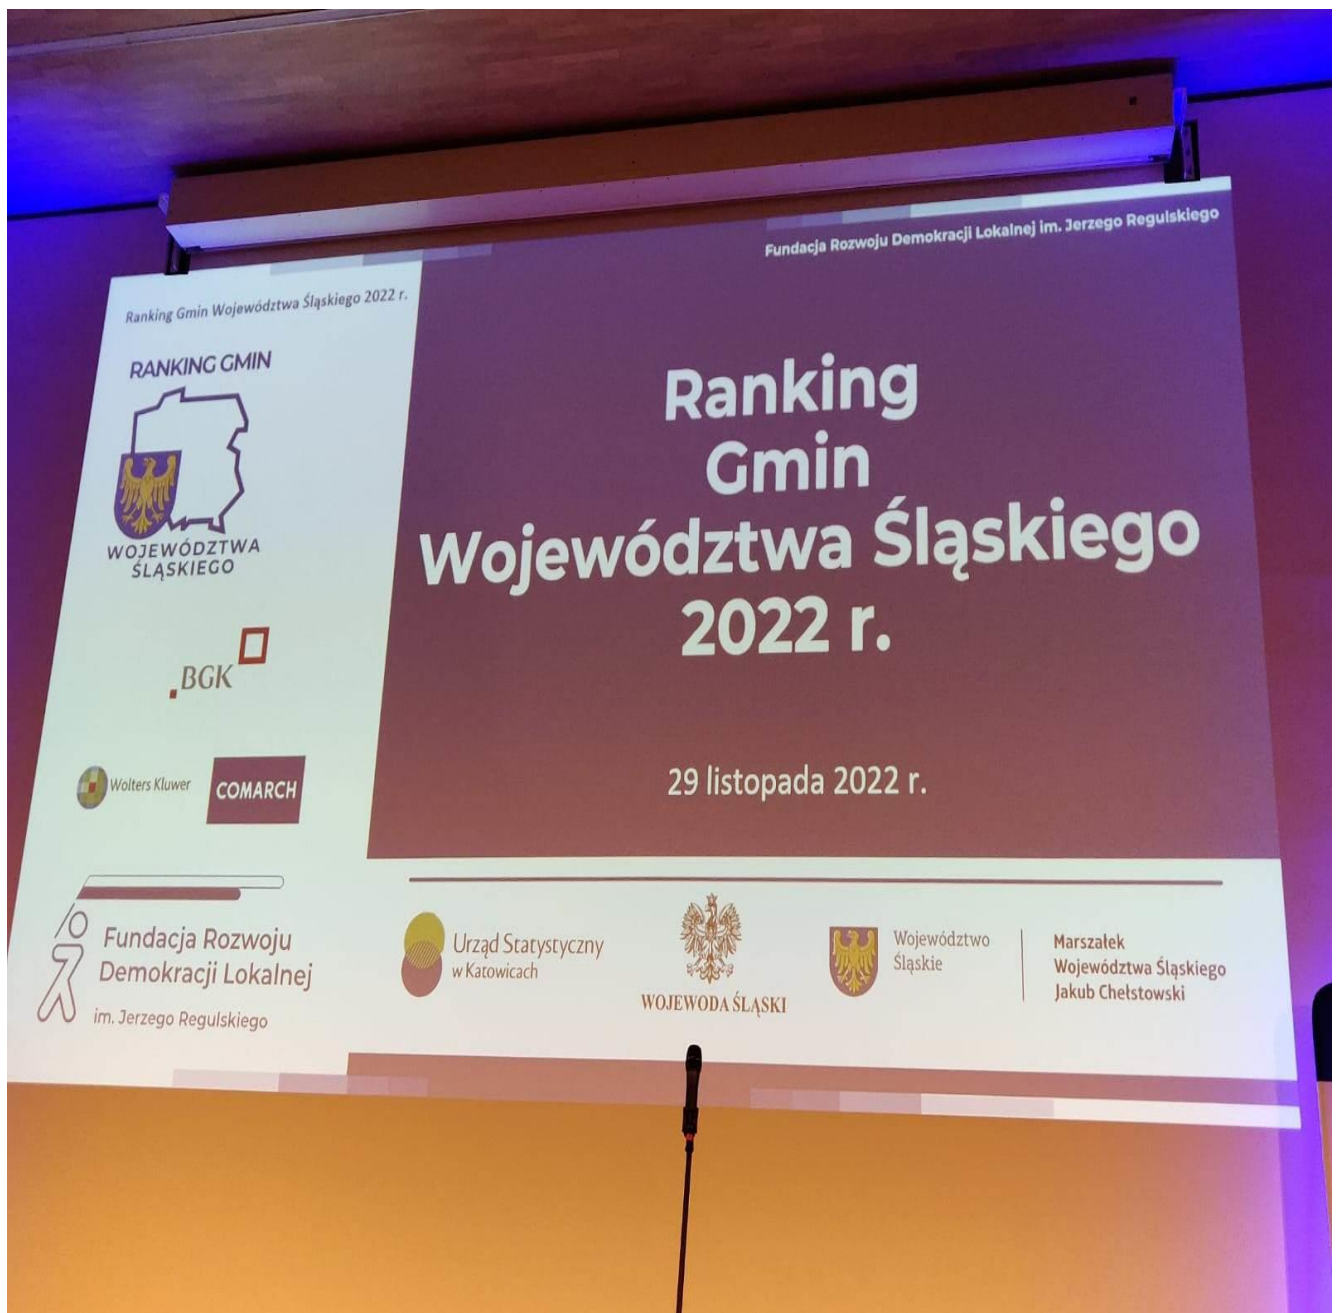 Fundacja Rozwoju Demokracji Lokalnej im. Jerzego Regulskiego
Ranking Gmin Województwa Śląskiego 2022 r.
RANKING GMIN
WOJEWÓDZTWA
ŚLĄSKIEGO
.BGK
Wolters Kluwer
COMARCH
Ranking
Gmin
Województwa Śląskiego
2022 r.
29 listopada 2022 r.
Fundacja Rozwoju
Demokracji Lokalnej
im. Jerzego Regulskiego
Urząd Statystyczny
w Katowicach
WOJEWODA ŚLĄSKI
Województwo
Śląskie
Marszałek
Województwa Śląskiego
Jakub Chełstowski